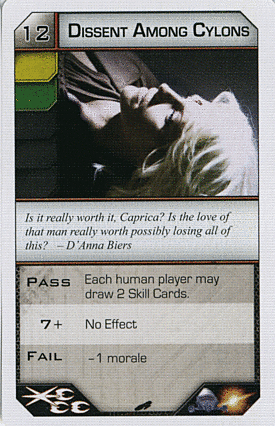 12 DISSENT AMONG CYLONS
Is it really worth it, Caprica? Is the love of
that man really worth possibly losing all of
this?   – D'Anna Biers
PASS Each human player may
draw 2 Skill Cards.
7+ No Effect
FAIL –1 morale